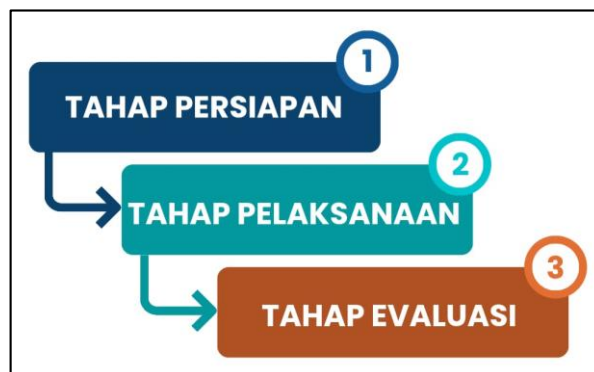 1
TAHAP PERSIAPAN
2
TAHAP PELAKSANAAN
3
TAHAP EVALUASI